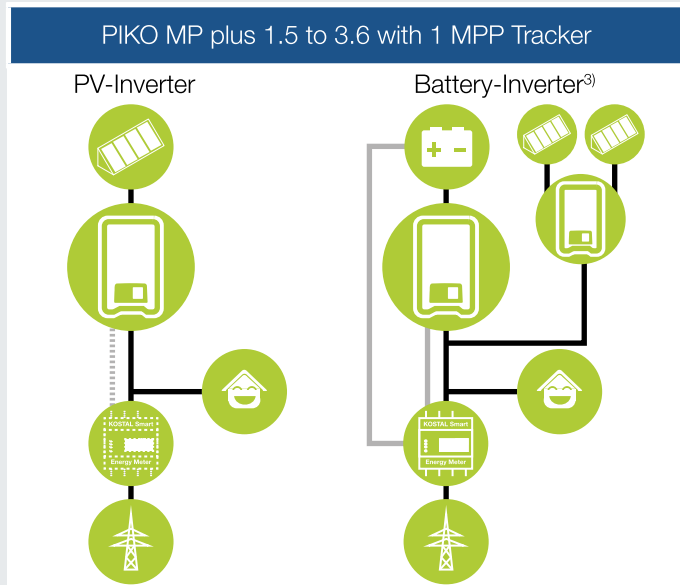 PIKO MP plus 1.5 to 3.6 with 1 MPP Tracker
PV-Inverter
Battery-Inverter3)
KOSTAL Smart
Energy Meter
KOSTAL Smart
Energy Meter